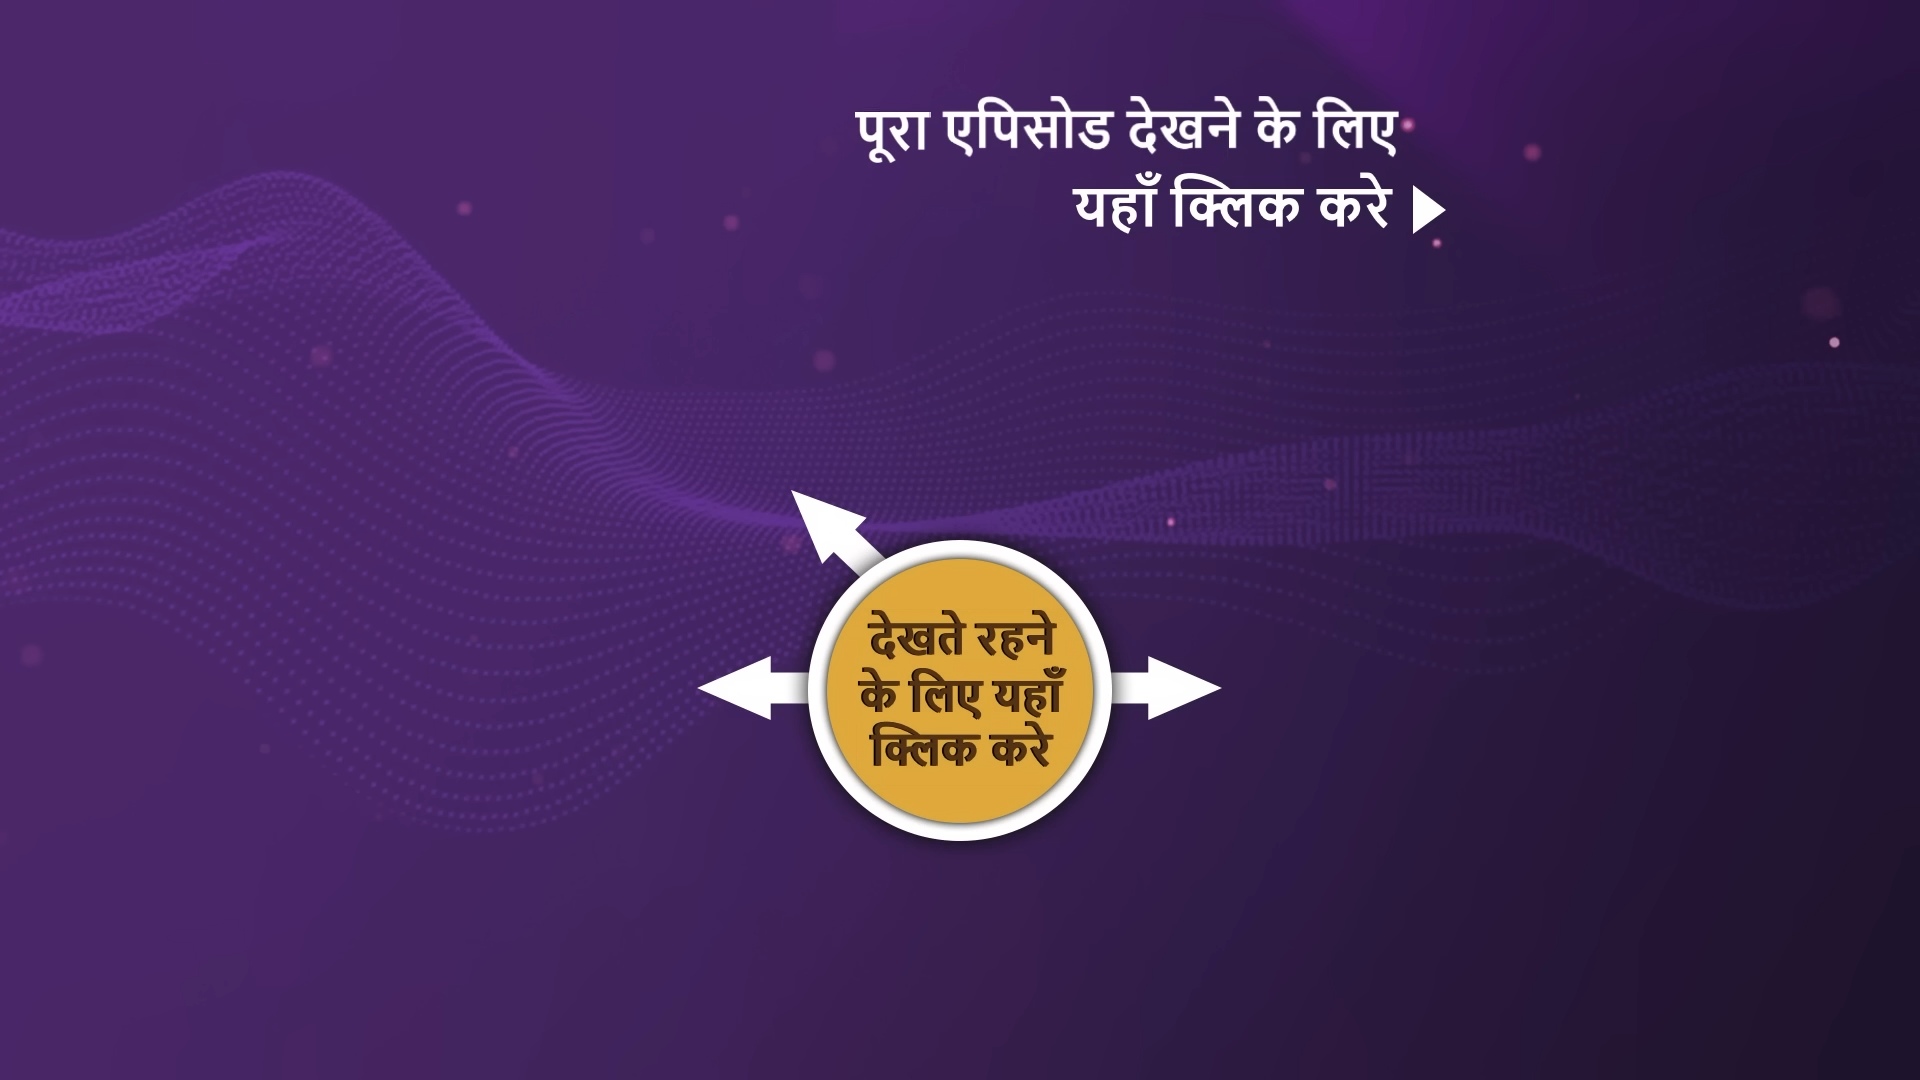 पूरा एपिसोड देखने के लिए
यहाँ क्लिक करे
देखते रहने
के लिए यहाँ
क्लिक करे